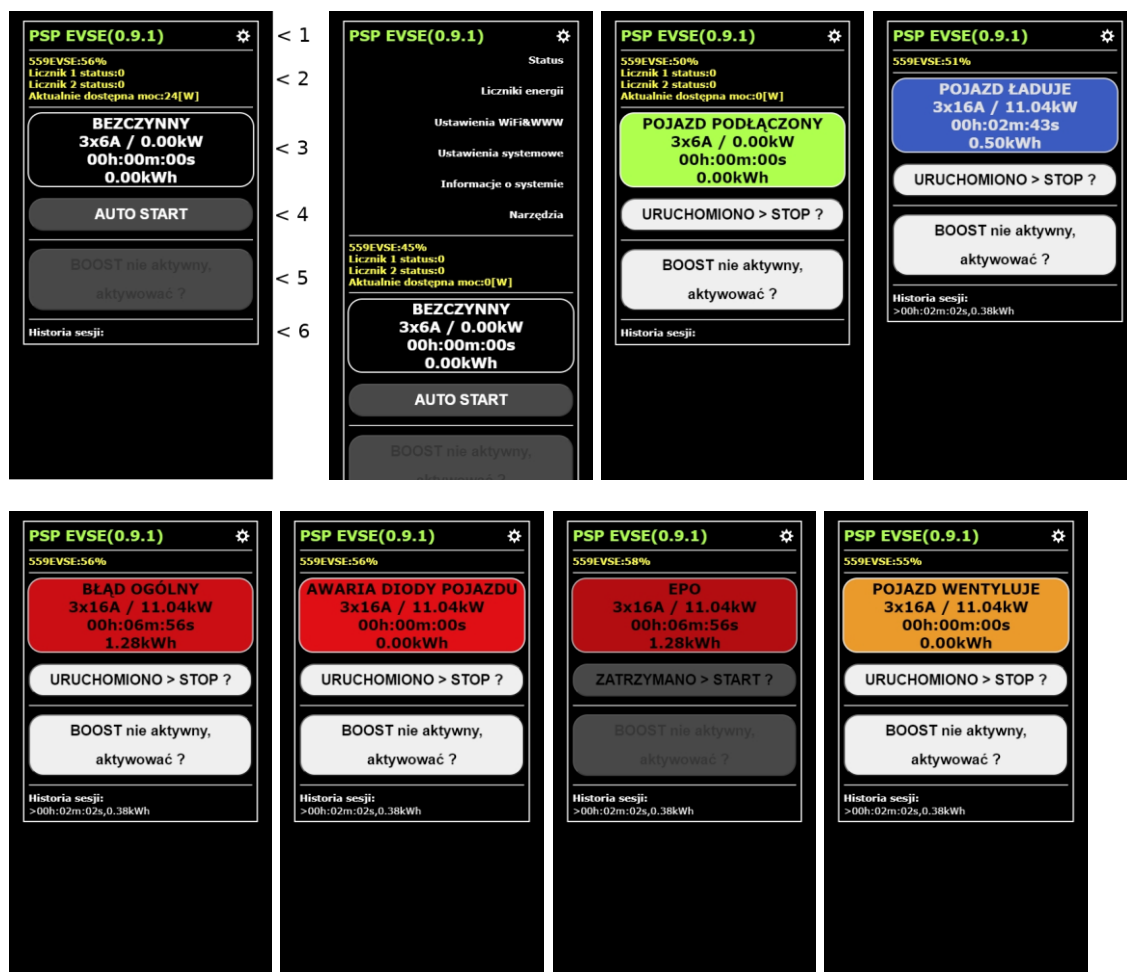 PSP EVSE(0.9.1)
559EVSE:56%
Licznik 1 status:0
Licznik 2 status:0
Aktualnie dostępna moc:24[W]
BEZCZYNNY
3x6A / 0.00kW
00h:00m:00s
0.00kWh
AUTO START
BOOST nie aktywny,
aktywować ?
Historia sesji:
< 1
< 2
< 3
< 4
< 5
< 6
PSP EVSE(0.9.1)
Status
Liczniki energii
Ustawienia WiFi&WWW
Ustawienia systemowe
Informacje o systemie
Narzędzia
559EVSE:45%
Licznik 1 status:0
Licznik 2 status:0
Aktualnie dostępna moc:0[W]
BEZCZYNNY
3x6A / 0.00kW
00h:00m:00s
0.00kWh
AUTO START
BOOST nie aktywny,
aktywować ?
PSP EVSE(0.9.1)
559EVSE:50%
Licznik 1 status:0
Licznik 2 status:0
Aktualnie dostępna moc:0[W]
POJAZD PODŁĄCZONY
3x6A / 0.00kW
00h:00m:00s
0.00kWh
URUCHOMIONO > STOP ?
BOOST nie aktywny,
aktywować ?
Historia sesji:
PSP EVSE(0.9.1)
559EVSE:51%
POJAZD ŁADUJE
3x16A / 11.04kW
00h:02m:43s
0.50kWh
URUCHOMIONO > STOP ?
BOOST nie aktywny,
aktywować ?
Historia sesji:
>00h:02m:02s,0.38kWh
PSP EVSE(0.9.1)
559EVSE:56%
BŁĄD OGÓLNY
3x16A / 11.04kW
00h:06m:56s
1.28kWh
URUCHOMIONO > STOP ?
BOOST nie aktywny,
aktywować ?
Historia sesji:
>00h:02m:02s,0.38kWh
PSP EVSE(0.9.1)
559EVSE:56%
AWARIA DIODY POJAZDU
3x16A / 11.04kW
00h:00m:00s
0.00kWh
URUCHOMIONO > STOP ?
BOOST nie aktywny,
aktywować ?
Historia sesji:
>00h:02m:02s,0.38kWh
PSP EVSE(0.9.1)
559EVSE:58%
EPO
3x16A / 11.04kW
00h:06m:56s
1.28kWh
ZATRZYMANO > START ?
BOOST nie aktywny,
aktywować ?
Historia sesji:
>00h:02m:02s,0.38kWh
PSP EVSE(0.9.1)
559EVSE:55%
POJAZD WENTYLUJE
3x16A / 11.04kW
00h:00m:00s
0.00kWh
URUCHOMIONO > STOP ?
BOOST nie aktywny,
aktywować ?
Historia sesji:
>00h:02m:02s,0.38kWh